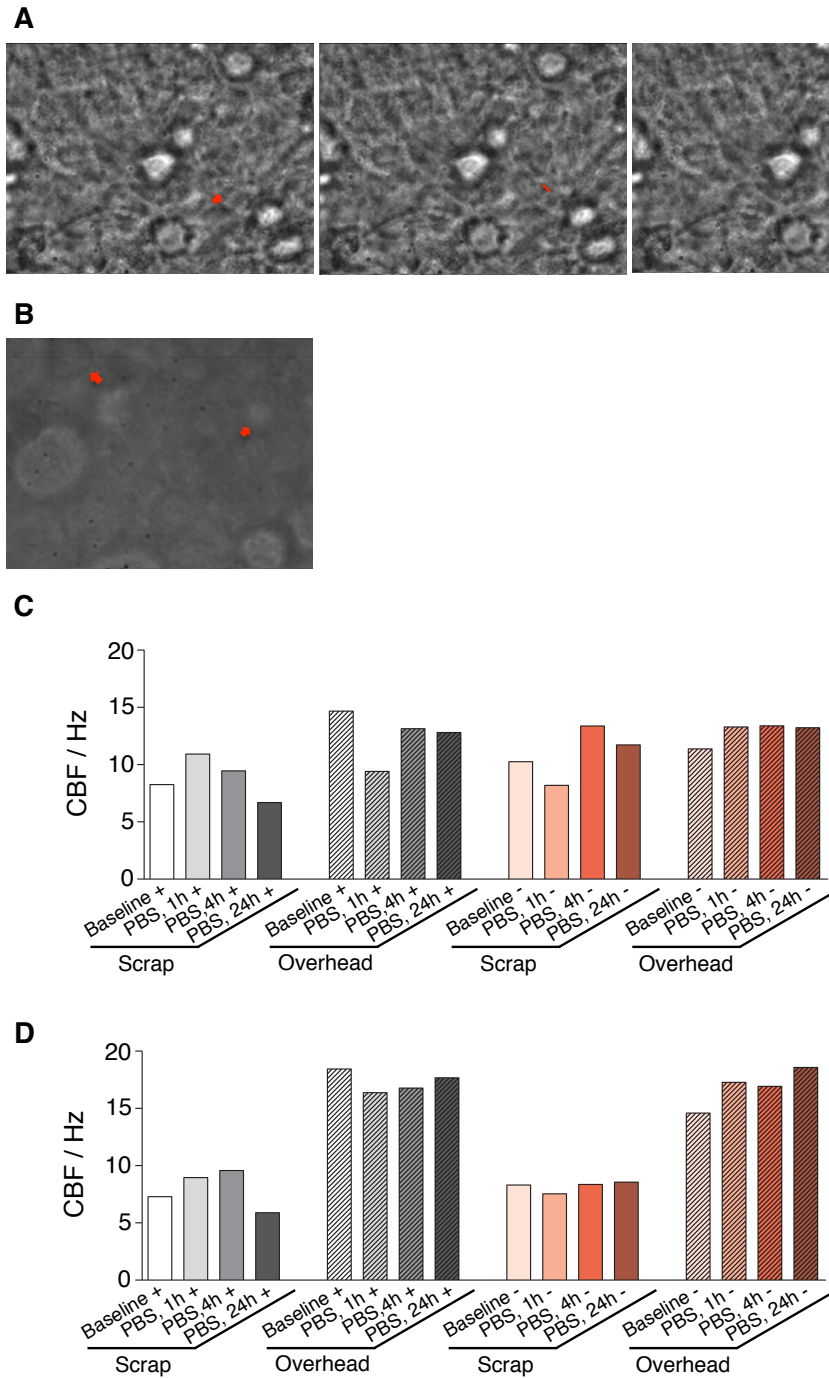 A
B
C
20
15
10
5
0
CBF / Hz
Baseline +
PBS, 1h +
PBS,4h +
PBS, 24h +
Baseline +
PBS, 1h +
PBS,4h +
PBS, 24h +
Baseline -
PBS, 1h -
PBS, 4h -
PBS, 24h -
Baseline -
PBS, 1h -
PBS, 4h -
PBS, 24h -
Scrap
Overhead
Scrap
Overhead
D
20
15
10
5
0
CBF / Hz
Baseline +
PBS, 1h +
PBS,4h +
PBS, 24h +
Baseline +
PBS, 1h +
PBS,4h +
PBS, 24h +
Baseline -
PBS, 1h -
PBS, 4h -
PBS, 24h -
Baseline -
PBS, 1h -
PBS, 4h -
PBS, 24h -
Scrap
Overhead
Scrap
Overhead